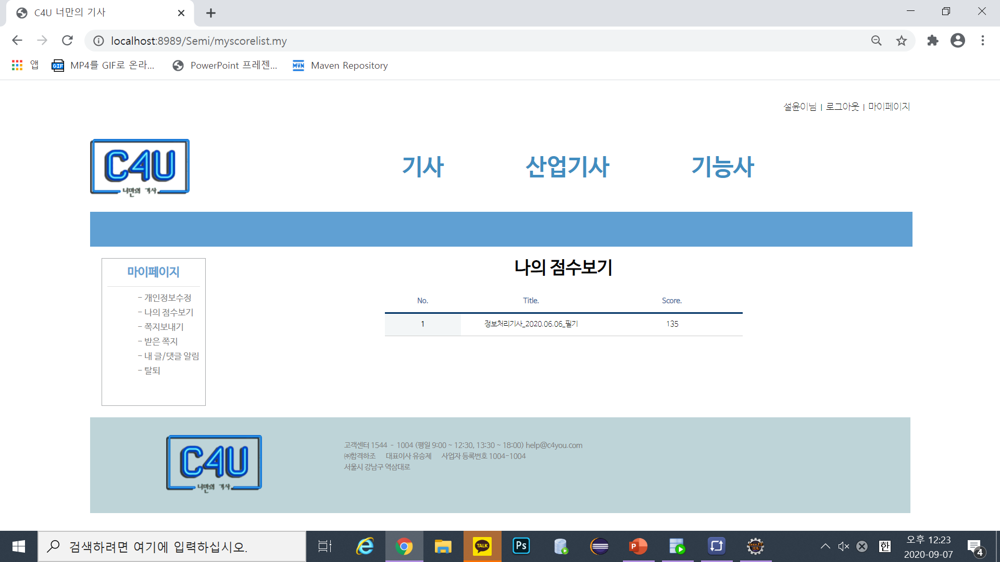 C4U 너만의 기사
localhost:8989/Semi/myscorelist.my
앱 MP4를 GIF로 온라... PowerPoint 프레젠... Maven Repository
설윤이님 | 로그아웃 | 마이페이지
C4U
너만의 기사
기사 산업기사 기능사
마이페이지
- 개인정보수정
- 나의 점수보기
- 쪽지보내기
- 받은 쪽지
- 내 글/댓글 알림
- 탈퇴
나의 점수보기
No. Title. Score.
1 정보처리기사_2020.06.06_필기 135
C4U
너만의 기사
고객센터 1544 - 1004 (평일 9:00 ~ 12:30, 13:30 ~ 18:00) help@c4you.com
㈜합격하조 대표이사 유승제 사업자 등록번호 1004-1004
서울시 강남구 역삼대로
검색하려면 여기에 입력하십시오.
TALK
Ps
P
Java EE
IDE
한
오후 12:23
2020-09-07
4